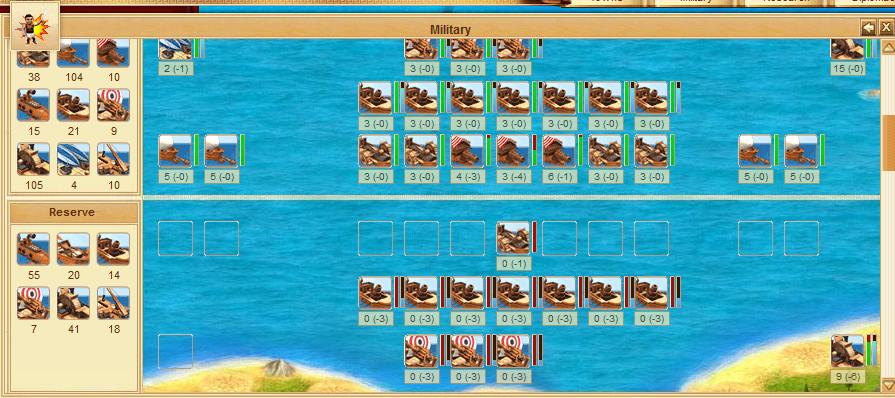 Military
38 104 10
15 21 9
105 4 10
2 (-1) 3 (-0) 3 (-0) 3 (-0) 15 (-0)
3 (-0) 3 (-0) 3 (-0) 3 (-0) 3 (-0) 3 (-0) 3 (-0)
5 (-0) 5 (-0) 3 (-0) 3 (-0) 4 (-3) 3 (-4) 6 (-1) 3 (-0) 3 (-0) 5 (-0) 5 (-0)
Reserve
55 20 14
7 41 18
0 (-1)
0 (-3) 0 (-3) 0 (-3) 0 (-3) 0 (-3) 0 (-3) 0 (-3)
0 (-3) 0 (-3) 0 (-3) 9 (-6)